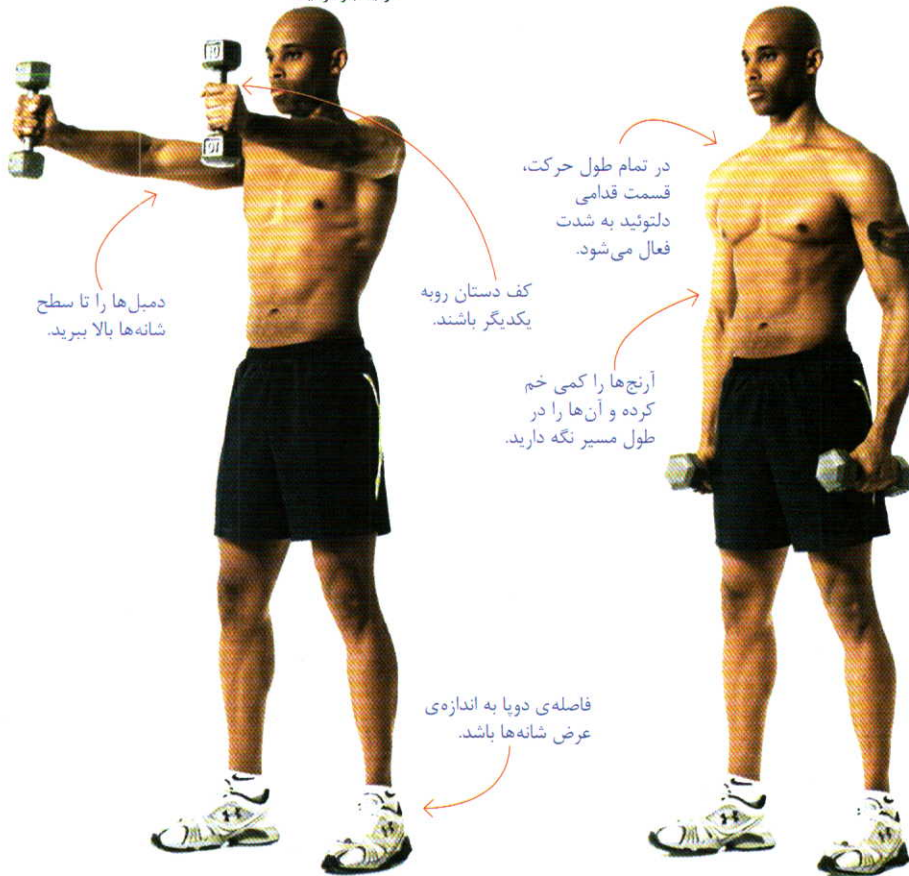 در تمام طول حرکت،
قسمت قدامی
دلتوئید به شدت
فعال می‌شود.
آرنج‌ها را کمی خم
کرده و آن‌ها را در
طول مسیر نگه دارید.
کف دستان روبه
یکدیگر باشند.
دمبل‌ها را تا سطح
شانه‌ها بالا ببرید.
فاصله‌ی دوپا به اندازه‌ی
عرض شانه‌ها باشد.
10
10